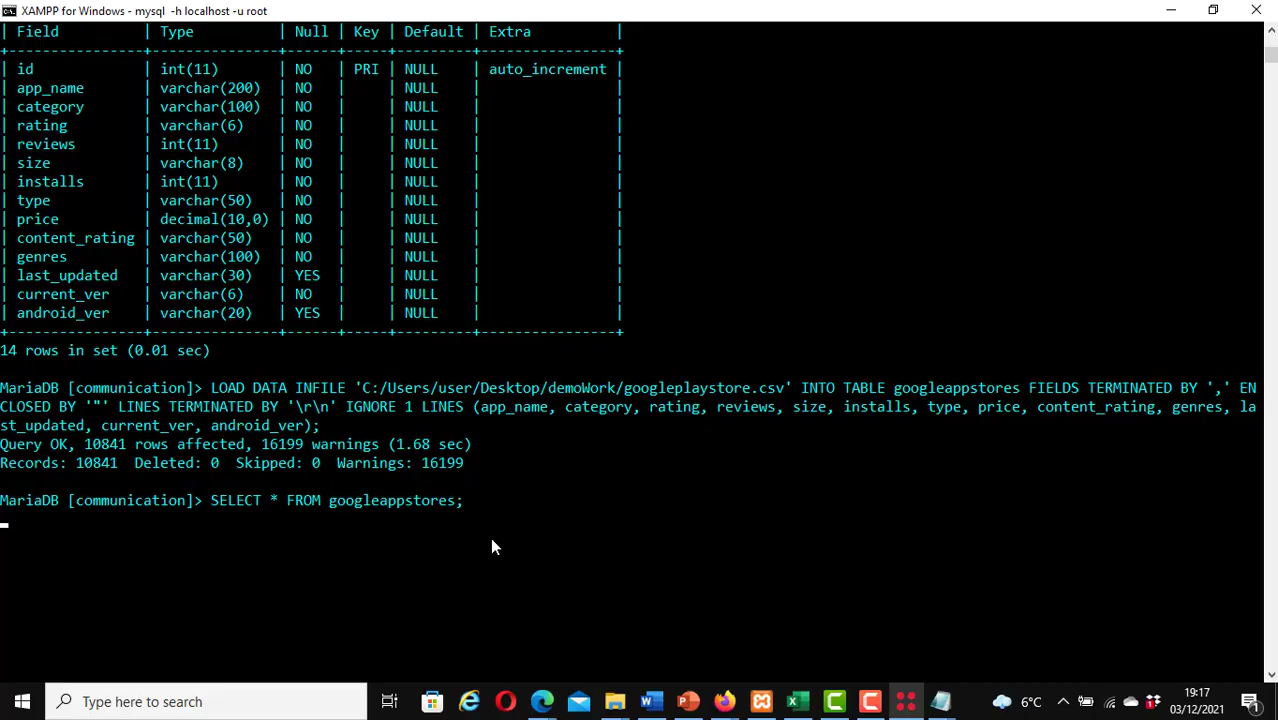 XAMPP for Windows - mysql -h localhost -u root
| Field | Type | Null | Key | Default | Extra |
+----------------+---------------+------+-----+---------+----------------+
| id | int(11) | NO | PRI | NULL | auto_increment |
| app_name | varchar(200) | NO | | NULL | |
| category | varchar(100) | NO | | NULL | |
| rating | varchar(6) | NO | | NULL | |
| reviews | int(11) | NO | | NULL | |
| size | varchar(8) | NO | | NULL | |
| installs | int(11) | NO | | NULL | |
| type | varchar(50) | NO | | NULL | |
| price | decimal(10,0) | NO | | NULL | |
| content_rating | varchar(50) | NO | | NULL | |
| genres | varchar(100) | NO | | NULL | |
| last_updated | varchar(30) | YES | | NULL | |
| current_ver | varchar(6) | NO | | NULL | |
| android_ver | varchar(20) | YES | | NULL | |
+----------------+---------------+------+-----+---------+----------------+
14 rows in set (0.01 sec)
MariaDB [communication]> LOAD DATA INFILE 'C:/Users/user/Desktop/demoWork/googleplaystore.csv' INTO TABLE googleappstores FIELDS TERMINATED BY ',' EN
CLOSED BY '"' LINES TERMINATED BY '\r\n' IGNORE 1 LINES (app_name, category, rating, reviews, size, installs, type, price, content_rating, genres, la
st_updated, current_ver, android_ver);
Query OK, 10841 rows affected, 16199 warnings (1.68 sec)
Records: 10841 Deleted: 0 Skipped: 0 Warnings: 16199
MariaDB [communication]> SELECT * FROM googleappstores;
Type here to search
6°C
19:17
03/12/2021
1